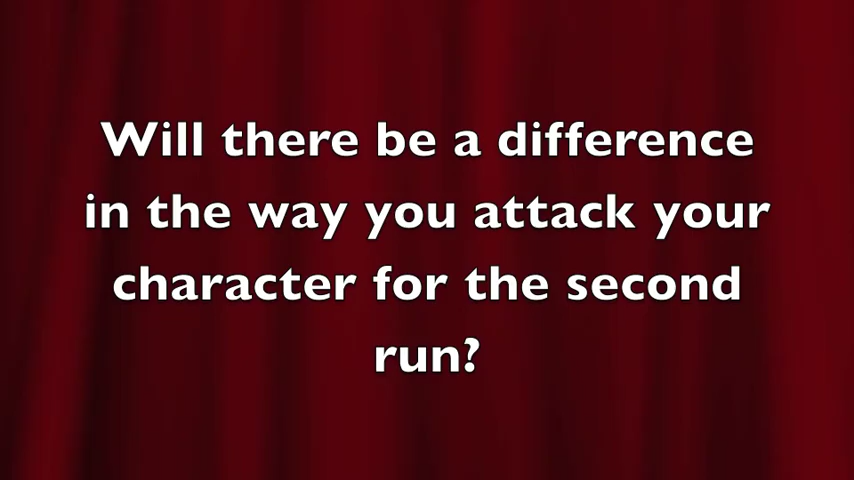 Will there be a difference
in the way you attack your
character for the second
run?